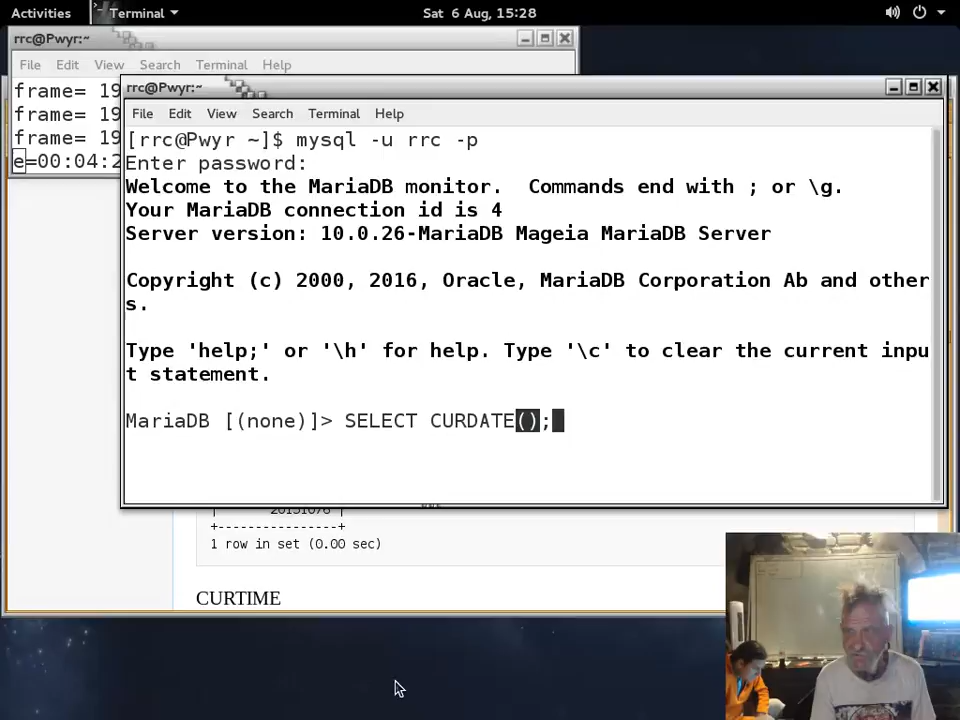 Activities Terminal Sat 6 Aug, 15:28
rrc@Pwyr:~
File Edit View Search Terminal Help
frame= 19
frame= 19
frame= 19
e=00:04:2
rrc@Pwyr:~
File Edit View Search Terminal Help
[rrc@Pwyr ~]$ mysql -u rrc -p
Enter password:
Welcome to the MariaDB monitor.  Commands end with ; or \g.
Your MariaDB connection id is 4
Server version: 10.0.26-MariaDB Mageia MariaDB Server
Copyright (c) 2000, 2016, Oracle, MariaDB Corporation Ab and other
s.
Type 'help;' or '\h' for help. Type '\c' to clear the current inpu
t statement.
MariaDB [(none)]> SELECT CURDATE();
+---------------+
1 row in set (0.00 sec)
CURTIME